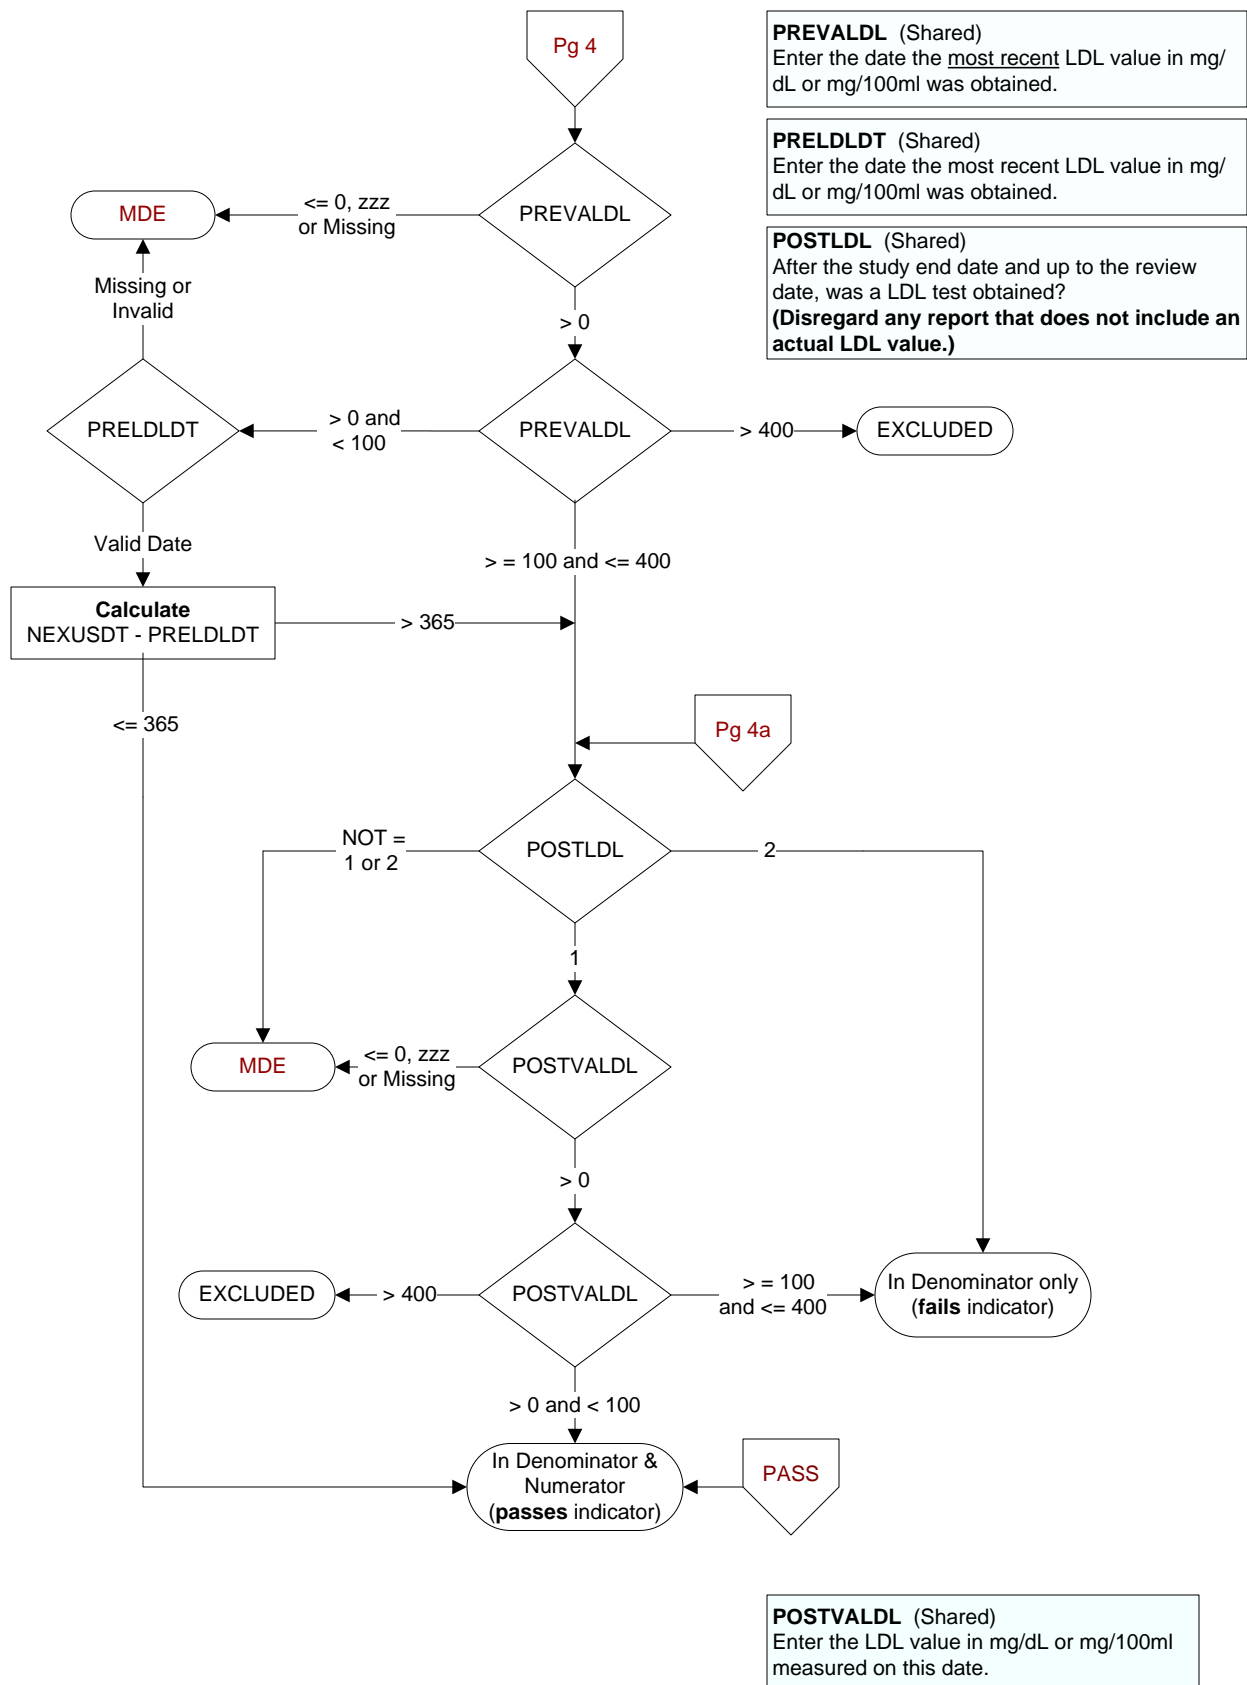 Pg 4
PREVALDL (Shared)
Enter the date the most recent LDL value in mg/
dL or mg/100ml was obtained.
PRELDLDT (Shared)
Enter the date the most recent LDL value in mg/
dL or mg/100ml was obtained.
POSTLDL (Shared)
After the study end date and up to the review
date, was a LDL test obtained?
(Disregard any report that does not include an
actual LDL value.)
MDE
<= 0, zzz
or Missing
PREVALDL
Missing or
Invalid
> 0
PRELDLDT
> 0 and
< 100
PREVALDL
> 400
EXCLUDED
Valid Date
> = 100 and <= 400
Calculate
NEXUSDT - PRELDLDT
> 365
<= 365
Pg 4a
NOT =
1 or 2
POSTLDL
2
1
MDE
<= 0, zzz
or Missing
POSTVALDL
> 0
EXCLUDED
> 400
POSTVALDL
> = 100
and <= 400
In Denominator only
(fails indicator)
> 0 and < 100
In Denominator &
Numerator
(passes indicator)
PASS
POSTVALDL (Shared)
Enter the LDL value in mg/dL or mg/100ml
measured on this date.